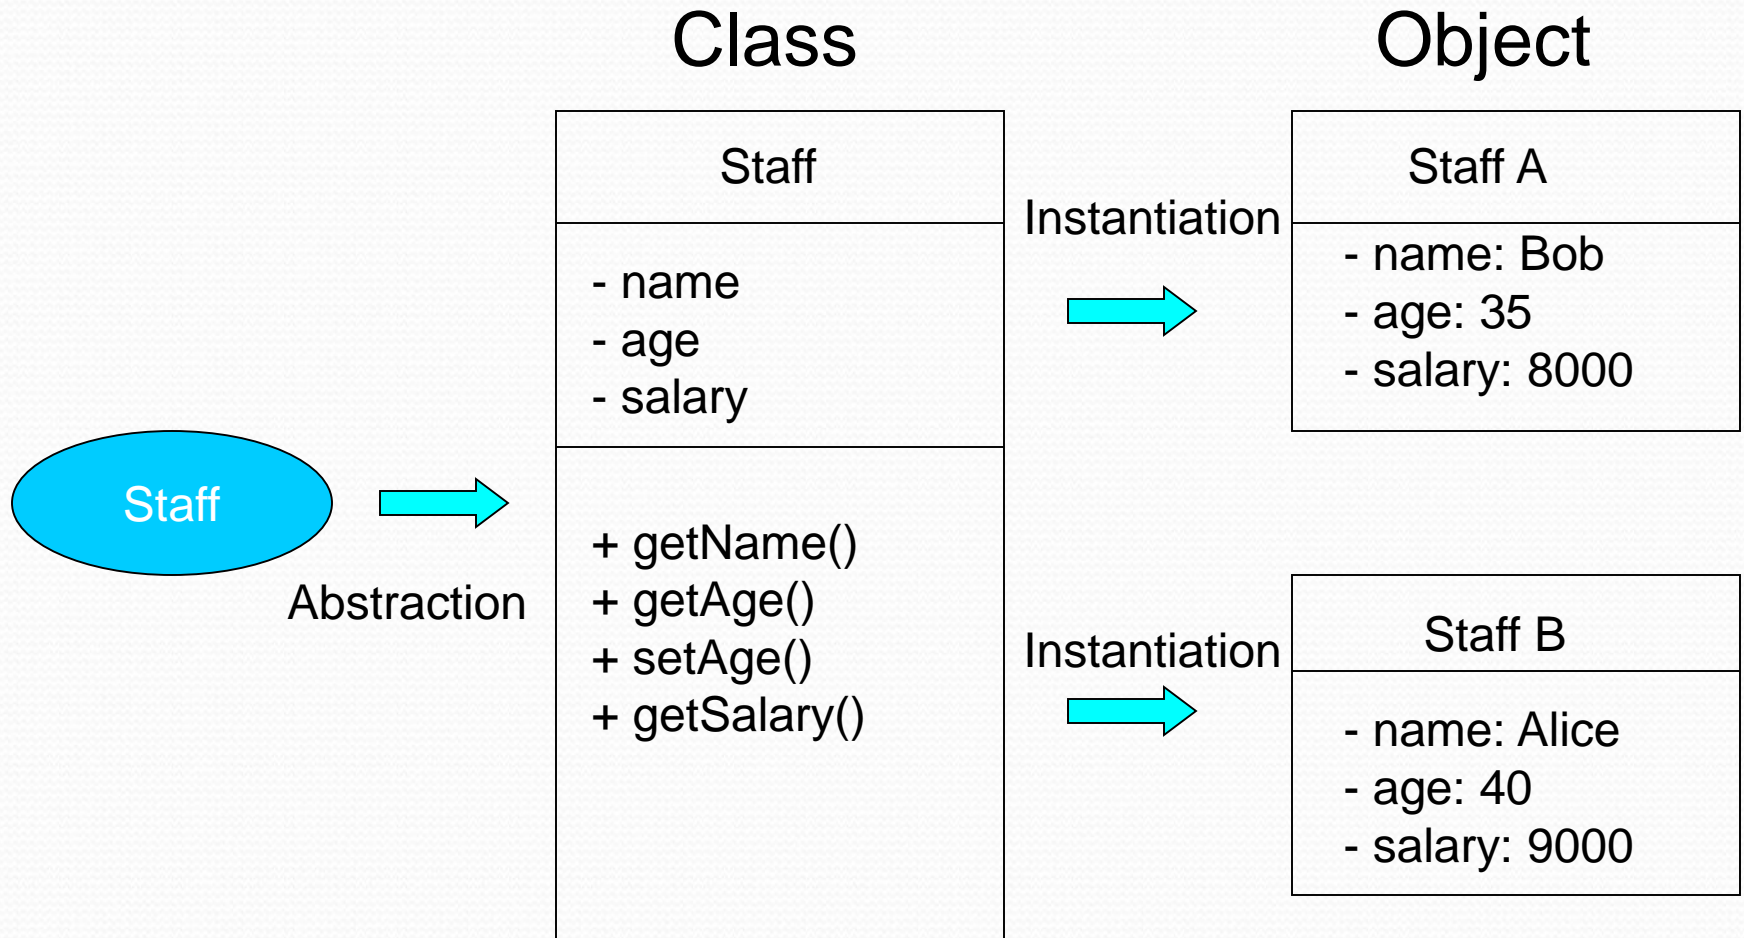 Class
Object
Staff
Abstraction
Staff
- name
- age
- salary
+ getName()
+ getAge()
+ setAge()
+ getSalary()
Instantiation
Staff A
- name: Bob
- age: 35
- salary: 8000
Instantiation
Staff B
- name: Alice
- age: 40
- salary: 9000